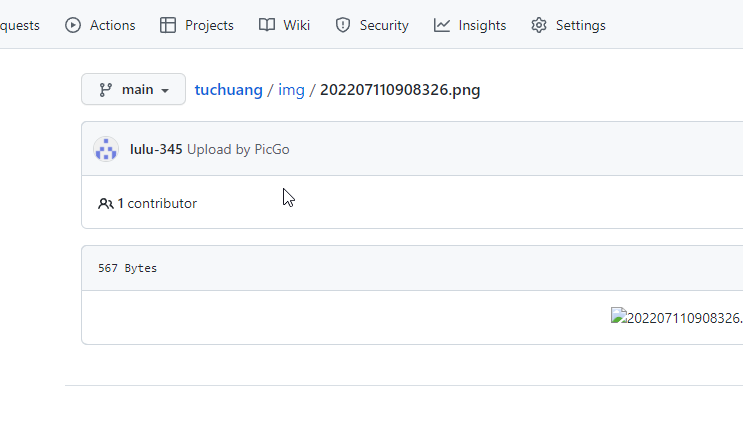 quests Actions Projects Wiki Security Insights Settings
main tuchuang / img / 202207110908326.png
lulu-345 Upload by PicGo
1 contributor
567 Bytes
202207110908326.